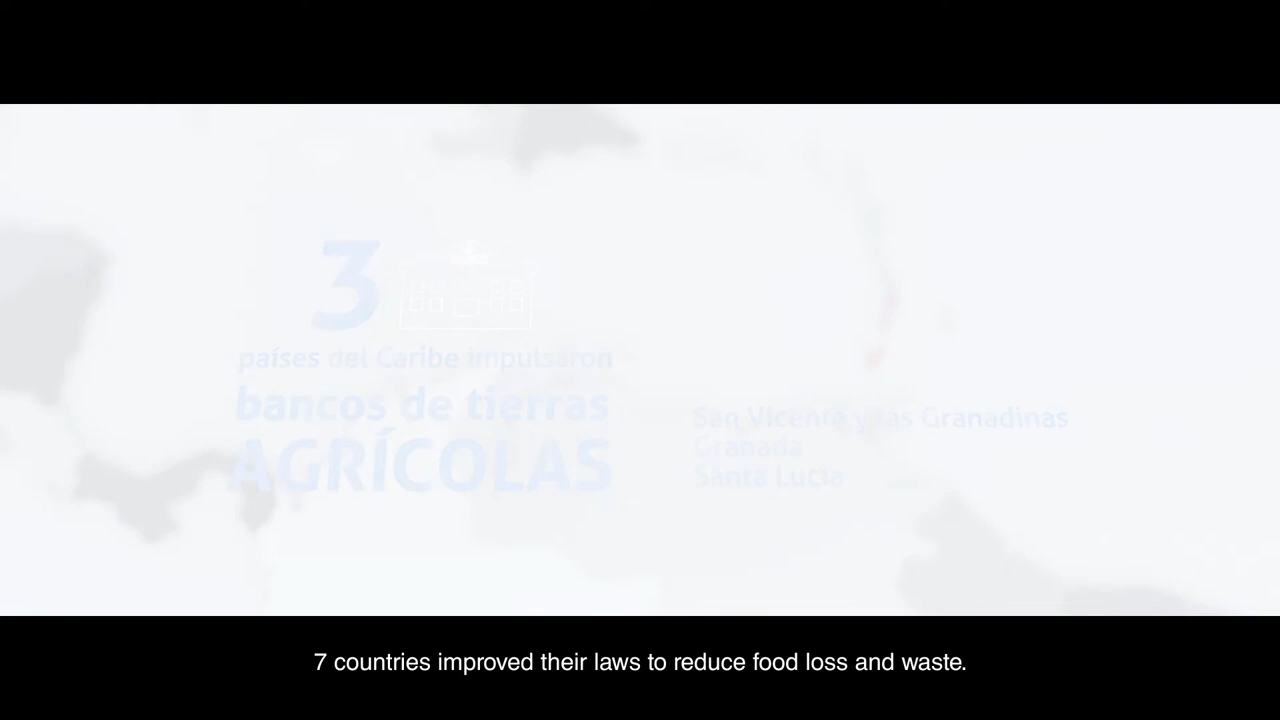 3
países del Caribe impulsaron
bancos de tierras
AGRÍCOLAS
San Vicente y las Granadinas
Granada
Santa Lucía
7 countries improved their laws to reduce food loss and waste.